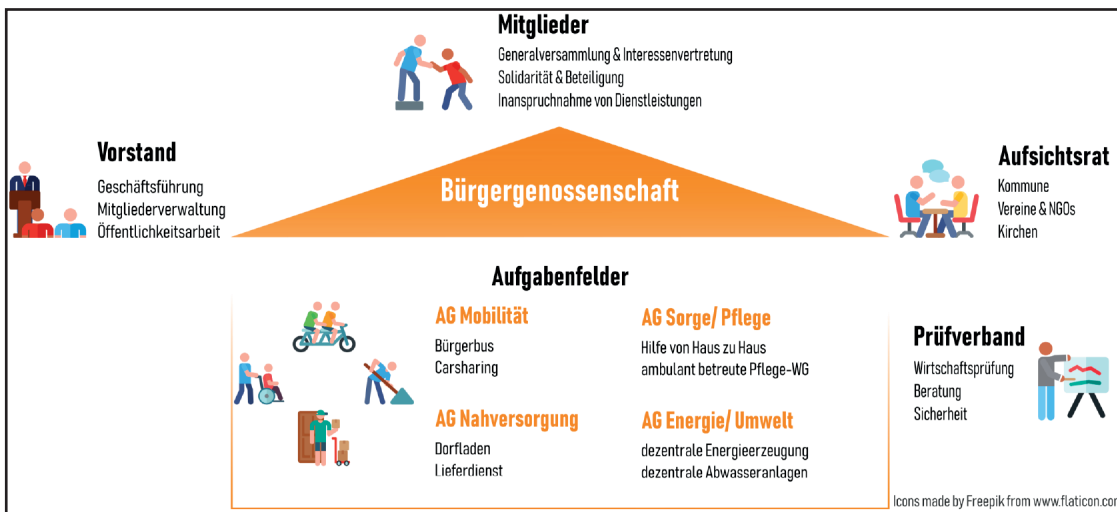 Mitglieder
Generalversammlung & Interessenvertretung
Solidarität & Beteiligung
Inanspruchnahme von Dienstleistungen
Vorstand
Geschäftsführung
Mitgliederverwaltung
Öffentlichkeitsarbeit
Bürgergenossenschaft
Aufsichtsrat
Kommune
Vereine & NGOs
Kirchen
Aufgabenfelder
AG Mobilität
Bürgerbus
Carsharing
AG Sorge/ Pflege
Hilfe von Haus zu Haus
ambulant betreute Pflege-WG
AG Nahversorgung
Dorfladen
Lieferdienst
AG Energie/ Umwelt
dezentrale Energieerzeugung
dezentrale Abwasseranlagen
Prüfverband
Wirtschaftsprüfung
Beratung
Sicherheit
Icons made by Freepik from www.flaticon.com